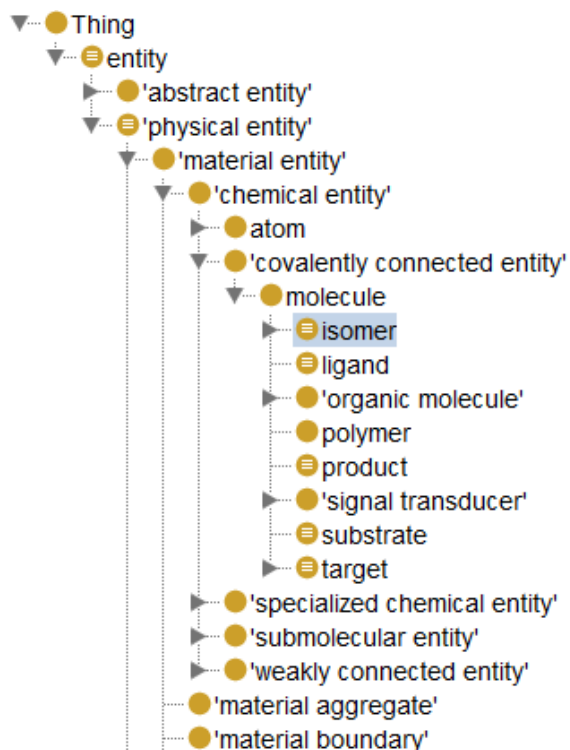 Thing
entity
'abstract entity'
'physical entity'
'material entity'
'chemical entity'
atom
'covalently connected entity'
molecule
isomer
ligand
'organic molecule'
polymer
product
'signal transducer'
substrate
target
'specialized chemical entity'
'submolecular entity'
'weakly connected entity'
'material aggregate'
'material boundary'